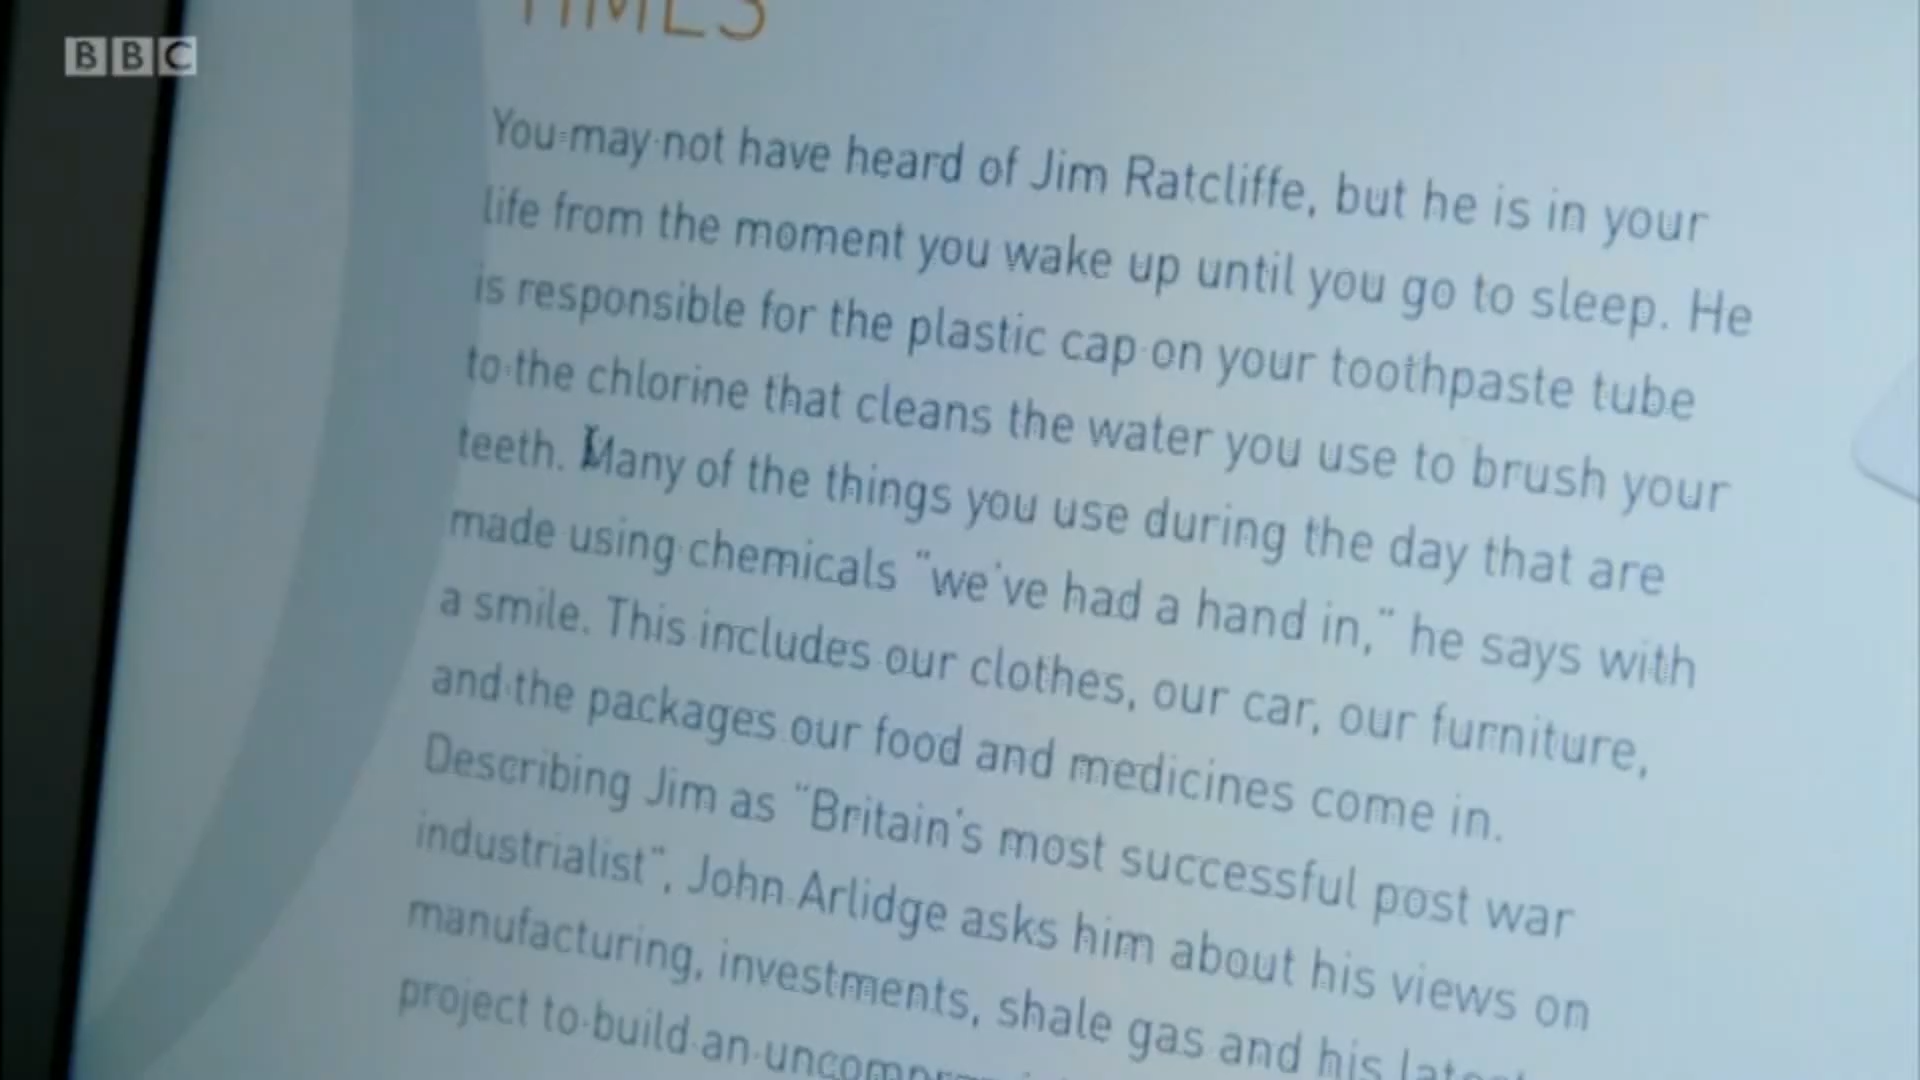 BBC
TIMES
You may not have heard of Jim Ratcliffe, but he is in your
life from the moment you wake up until you go to sleep. He
is responsible for the plastic cap on your toothpaste tube
to the chlorine that cleans the water you use to brush your
teeth. Many of the things you use during the day that are
made using chemicals "we've had a hand in," he says with
a smile. This includes our clothes, our car, our furniture,
and the packages our food and medicines come in.
Describing Jim as "Britain's most successful post war
industrialist", John Arlidge asks him about his views on
manufacturing, investments, shale gas and his
project to build an